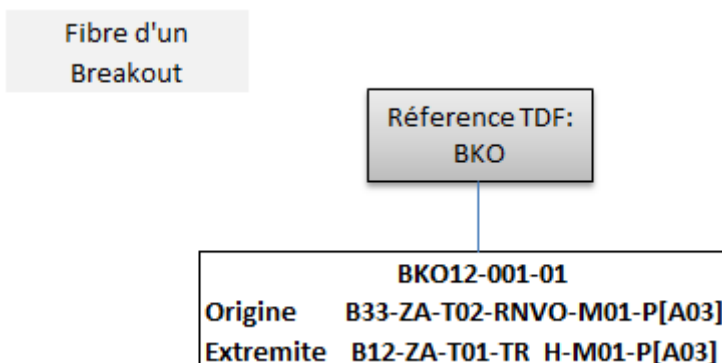 Fibre d'un
Breakout
Réference TDF:
BKO
BKO12-001-01
Origine B33-ZA-T02-RNVO-M01-P[A03]
Extremite B12-ZA-T01-TR_H-M01-P[A03]